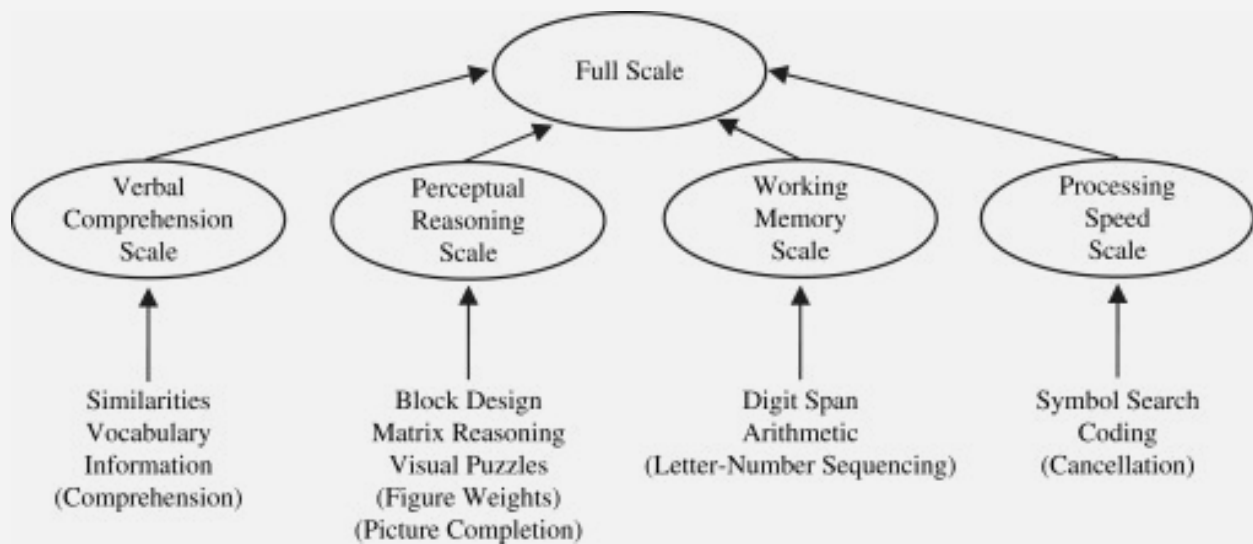 Full Scale
Verbal
Comprehension
Scale
Perceptual
Reasoning
Scale
Working
Memory
Scale
Processing
Speed
Scale
Similarities
Vocabulary
Information
(Comprehension)
Block Design
Matrix Reasoning
Visual Puzzles
(Figure Weights)
(Picture Completion)
Digit Span
Arithmetic
(Letter-Number Sequencing)
Symbol Search
Coding
(Cancellation)